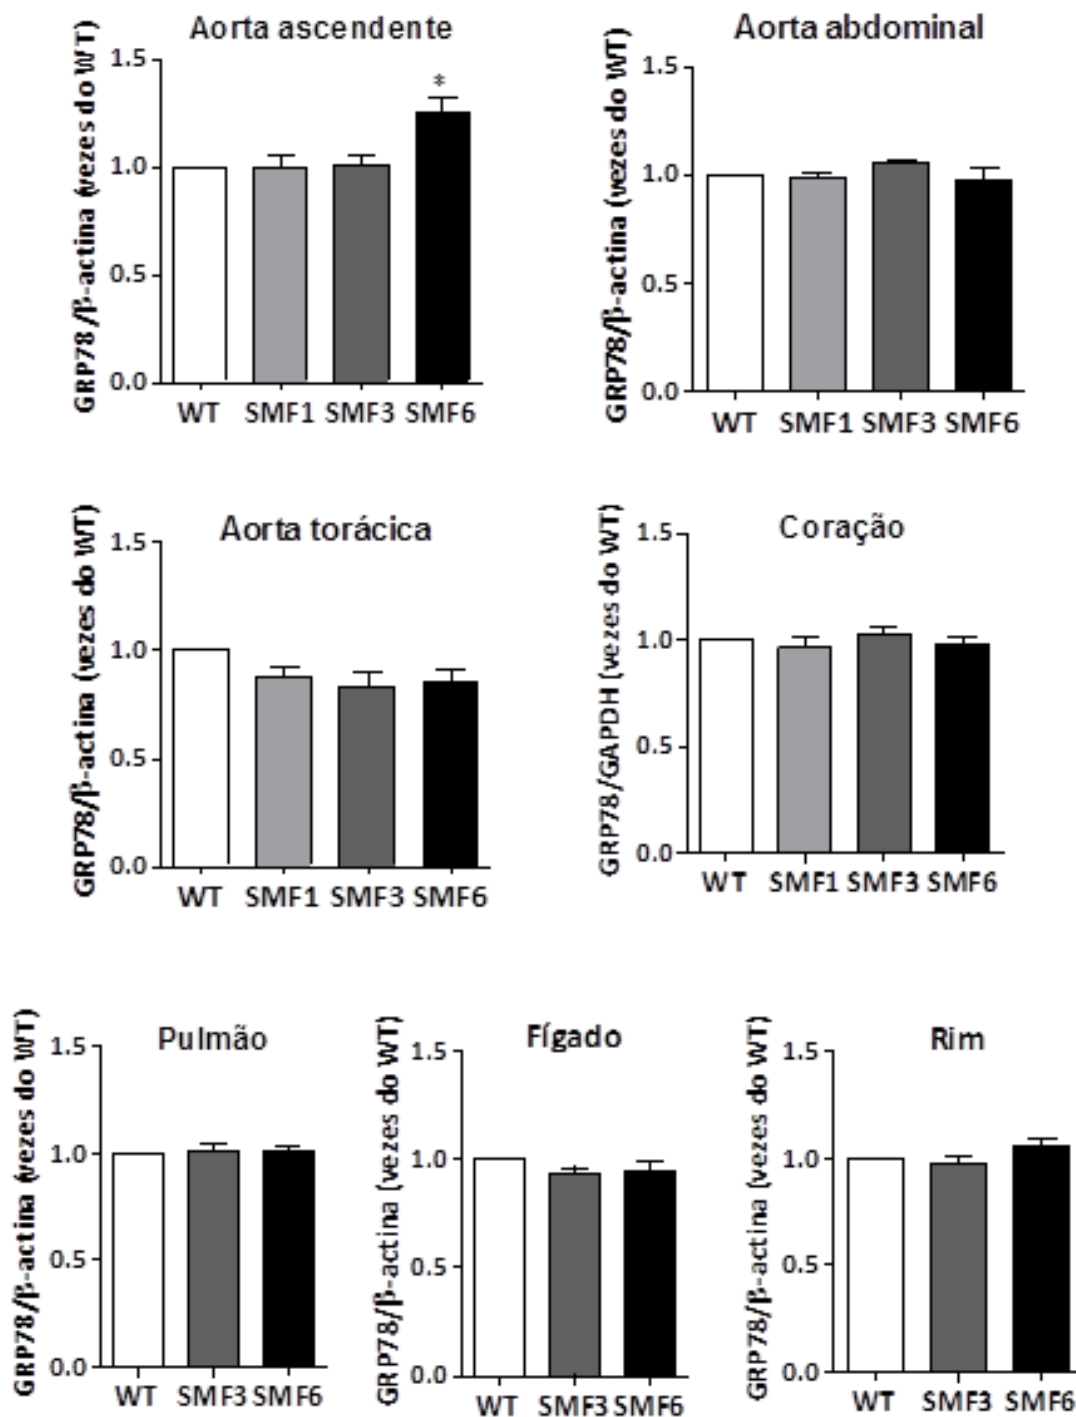 Aorta ascendente
GRP78/β-actina (vezes do WT)
1.5
1.0
0.5
0.0
*
WT SMF1 SMF3 SMF6
Aorta abdominal
GRP78/β-actina (vezes do WT)
1.5
1.0
0.5
0.0
WT SMF1 SMF3 SMF6
Aorta torácica
GRP78/β-actina (vezes do WT)
1.5
1.0
0.5
0.0
WT SMF1 SMF3 SMF6
Coração
GRP78/GAPDH (vezes do WT)
1.5
1.0
0.5
0.0
WT SMF1 SMF3 SMF6
Pulmão
GRP78/β-actina (vezes do WT)
1.5
1.0
0.5
0.0
WT SMF3 SMF6
Fígado
GRP78/β-actina (vezes do WT)
1.5
1.0
0.5
0.0
WT SMF3 SMF6
Rim
GRP78/β-actina (vezes do WT)
1.5
1.0
0.5
0.0
WT SMF3 SMF6